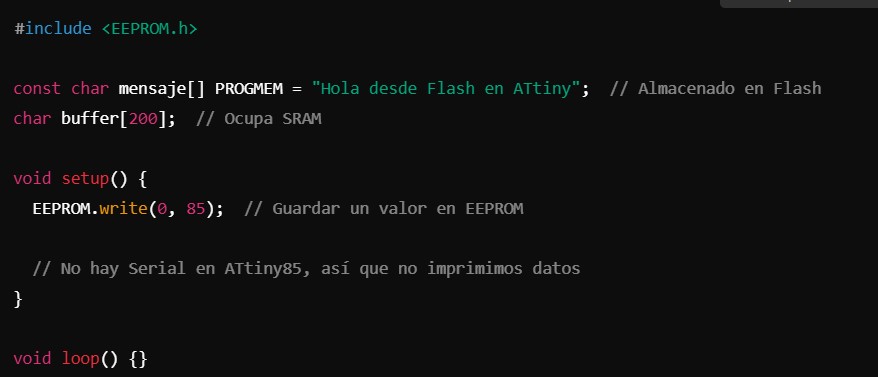 #include <EEPROM.h>
const char mensaje[] PROGMEM = "Hola desde Flash en ATtiny";  // Almacenado en Flash
char buffer[200];  // Ocupa SRAM
void setup() {
  EEPROM.write(0, 85);  // Guardar un valor en EEPROM
  // No hay Serial en ATtiny85, así que no imprimimos datos
}
void loop() {}